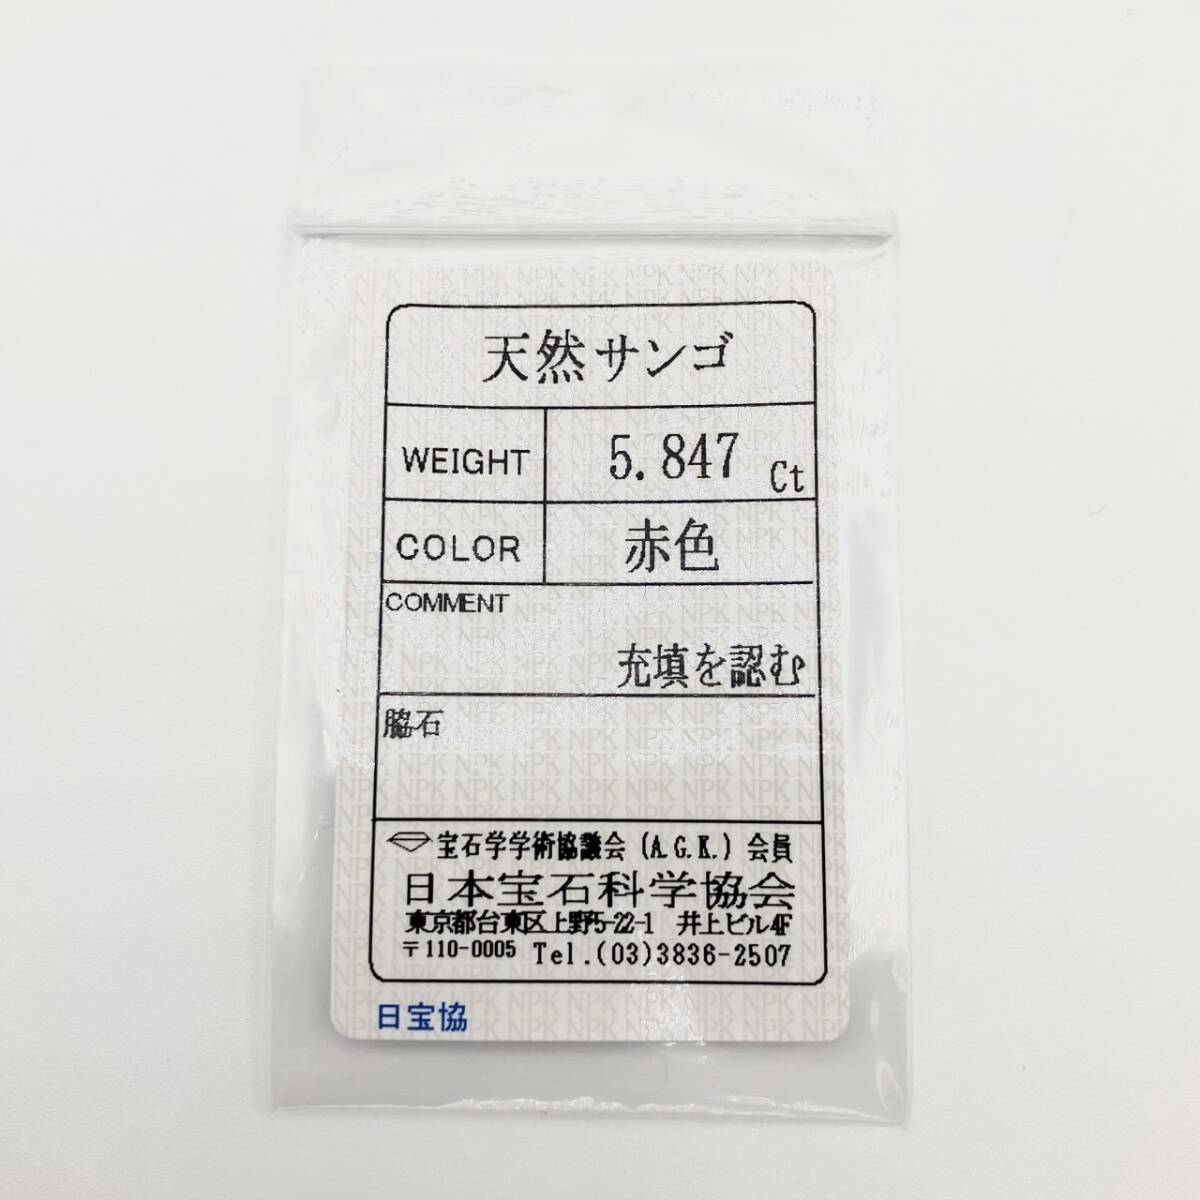 天然サンゴ
WEIGHT 5.847 Ct
COLOR 赤色
COMMENT
充填を認む
脇石
宝石学学術協議会 (A.G.K.) 会員
日本宝石科学協会
東京都台東区上野5-22-1 井上ビル4F
〒110-0005 Tel.(03)3836-2507
日宝協